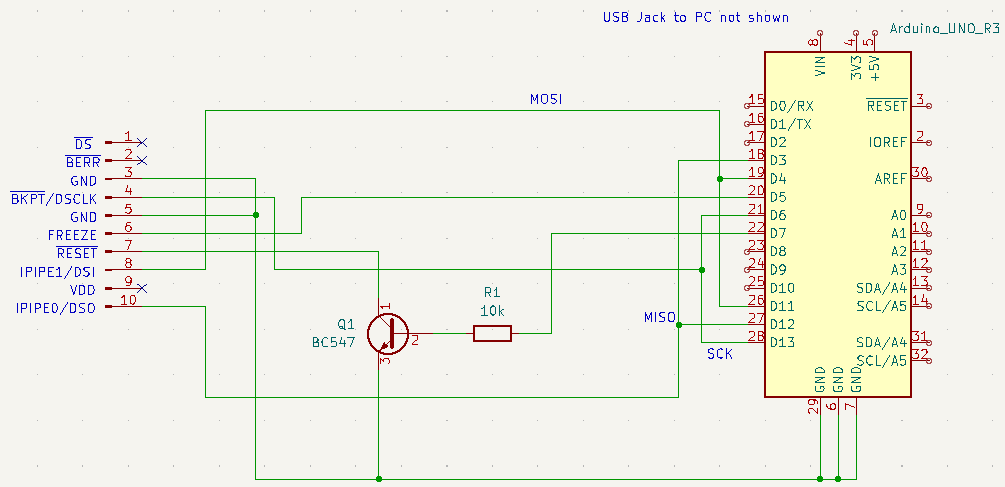 USB Jack to PC not shown
Arduino_UNO_R3
8 VIN
4 3V3
5 +5V
MOSI
15 D0/RX
16 D1/TX
17 D2
18 D3
19 D4
20 D5
21 D6
22 D7
23 D8
24 D9
25 D10
26 D11
27 D12
28 D13
RESET 3
IOREF 2
AREF 30
A0 9
A1 10
A2 11
A3 12
SDA/A4 13
SCL/A5 14
SDA/A4 31
SCL/A5 32
GND 29
GND 6
GND 7
DS 1
BERR 2
GND 3
BKPT/DSCLK 4
GND 5
FREEZE 6
RESET 7
IPIPE1/DSI 8
VDD 9
IPIPE0/DSO 10
R1
10k
Q1
BC547
1
2
3
MISO
SCK